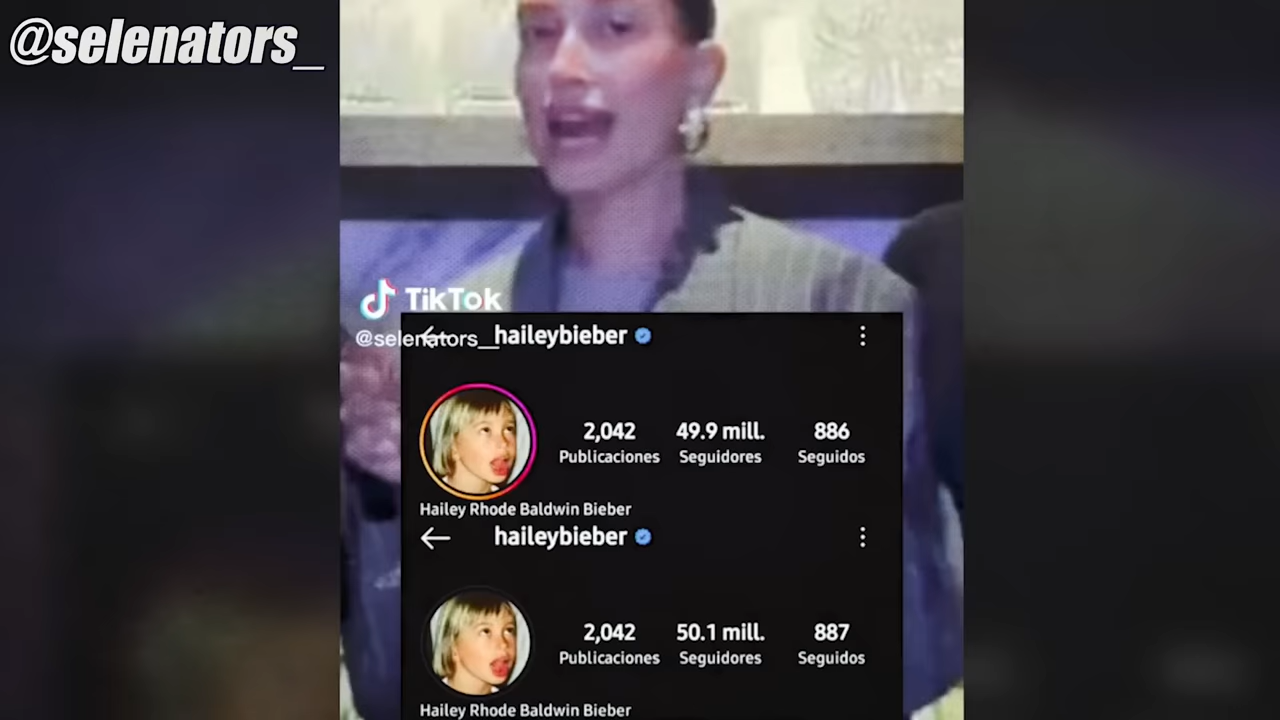 @selenators_
TikTok
@selenators_
haileybieber
2,042 49.9 mill. 886
Publicaciones Seguidores Seguidos
Hailey Rhode Baldwin Bieber
haileybieber
2,042 50.1 mill. 887
Publicaciones Seguidores Seguidos
Hailey Rhode Baldwin Bieber